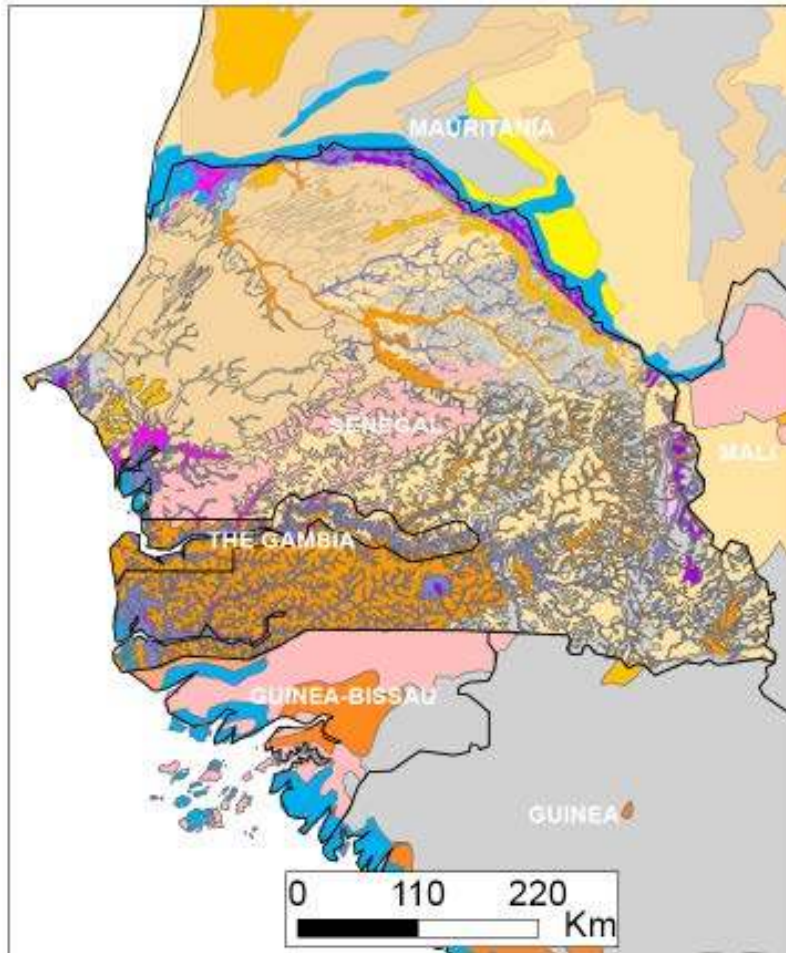 MAURITANIA
SENEGAL
MALI
THE GAMBIA
GUINEA-BISSAU
GUINEA
0 110 220
Km